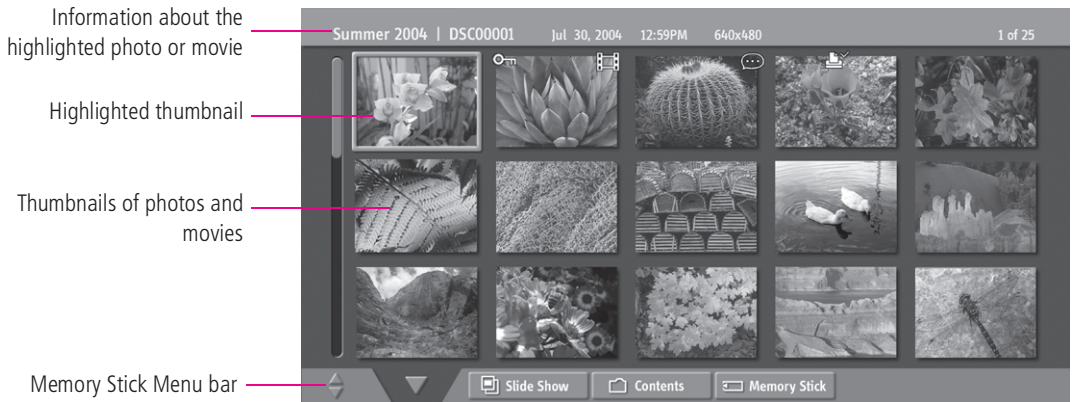 Information about the
highlighted photo or movie
Summer 2004 | DSC00001 Jul 30, 2004 12:59PM 640x480 1 of 25
Highlighted thumbnail
Thumbnails of photos and
movies
Memory Stick Menu bar
Slide Show Contents Memory Stick